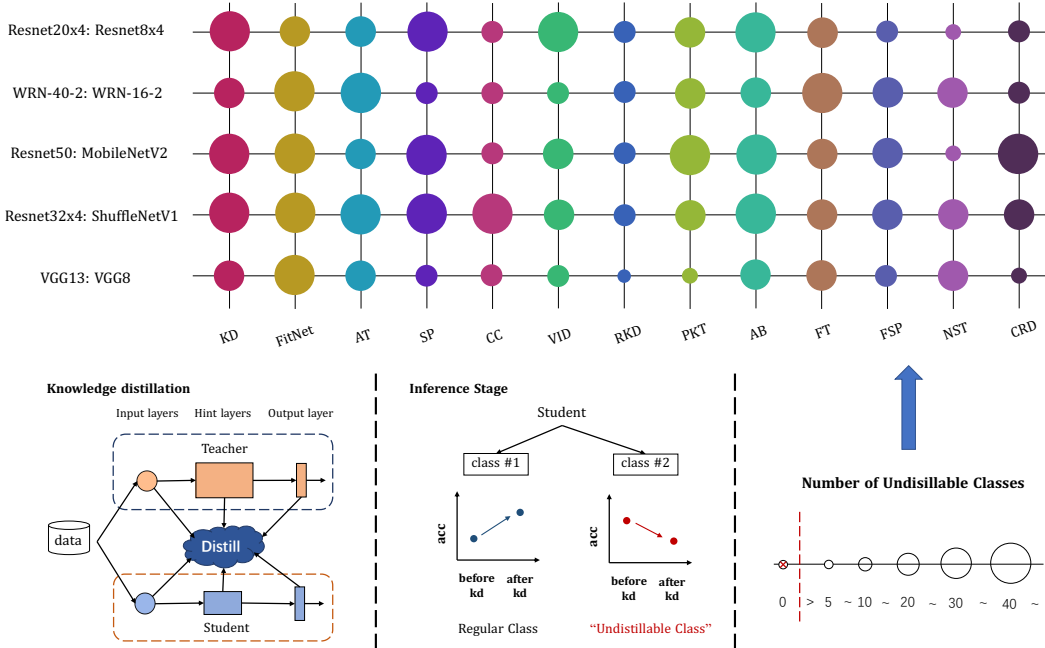 Resnet20x4: Resnet8x4
WRN-40-2: WRN-16-2
Resnet50: MobileNetV2
Resnet32x4: ShuffleNetV1
VGG13: VGG8
KD FitNet AT SP CC VID RKD PKT AB FT FSP NST CRD
Knowledge distillation
Input layers Hint layers Output layer
Teacher
data
Distill
Student
Inference Stage
Student
class #1 class #2
acc acc
before after before after
kd kd kd kd
Regular Class “Undistillable Class”
Number of Undisillable Classes
0 > 5 ~ 10 ~ 20 ~ 30 ~ 40 ~